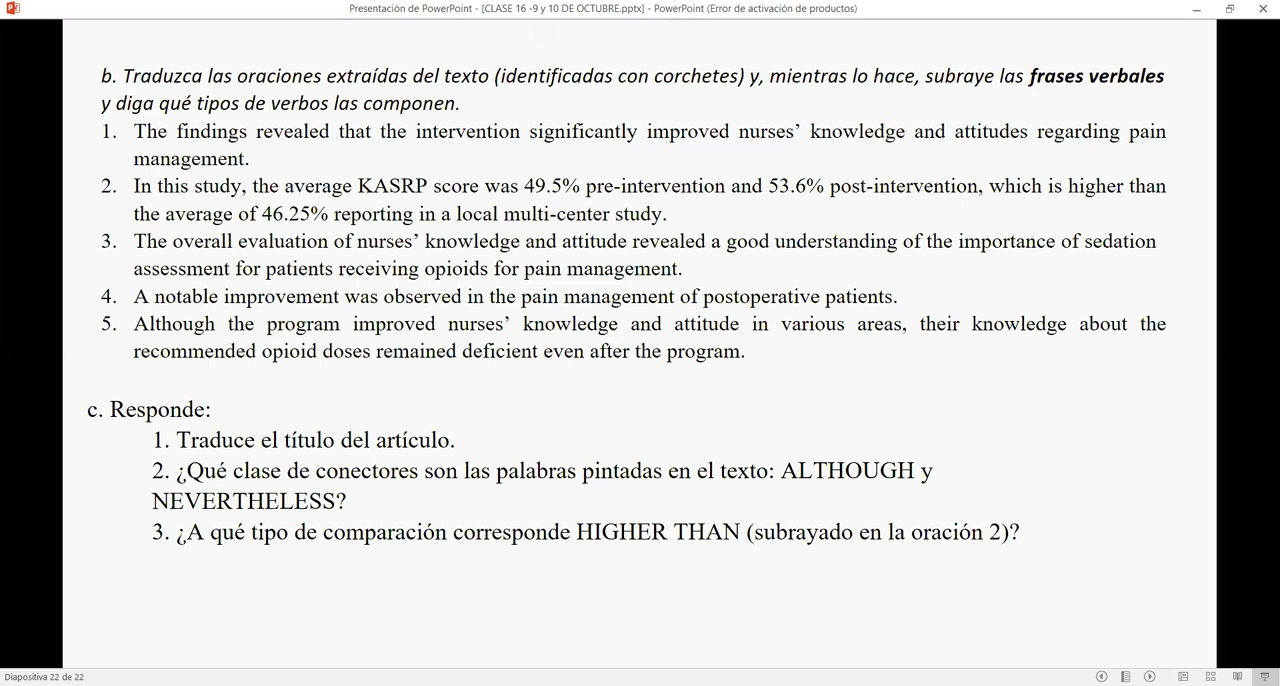 Presentación de PowerPoint - [CLASE 16 -9 y 10 DE OCTUBRE.pptx] - PowerPoint (Error de activación de productos)
b. Traduzca las oraciones extraídas del texto (identificadas con corchetes) y, mientras lo hace, subraye las frases verbales
y diga qué tipos de verbos las componen.
1. The findings revealed that the intervention significantly improved nurses’ knowledge and attitudes regarding pain
management.
2. In this study, the average KASRP score was 49.5% pre-intervention and 53.6% post-intervention, which is higher than
the average of 46.25% reporting in a local multi-center study.
3. The overall evaluation of nurses’ knowledge and attitude revealed a good understanding of the importance of sedation
assessment for patients receiving opioids for pain management.
4. A notable improvement was observed in the pain management of postoperative patients.
5. Although the program improved nurses’ knowledge and attitude in various areas, their knowledge about the
recommended opioid doses remained deficient even after the program.
c. Responde:
1. Traduce el título del artículo.
2. ¿Qué clase de conectores son las palabras pintadas en el texto: ALTHOUGH y
NEVERTHELESS?
3. ¿A qué tipo de comparación corresponde HIGHER THAN (subrayado en la oración 2)?
Diapositiva 22 de 22